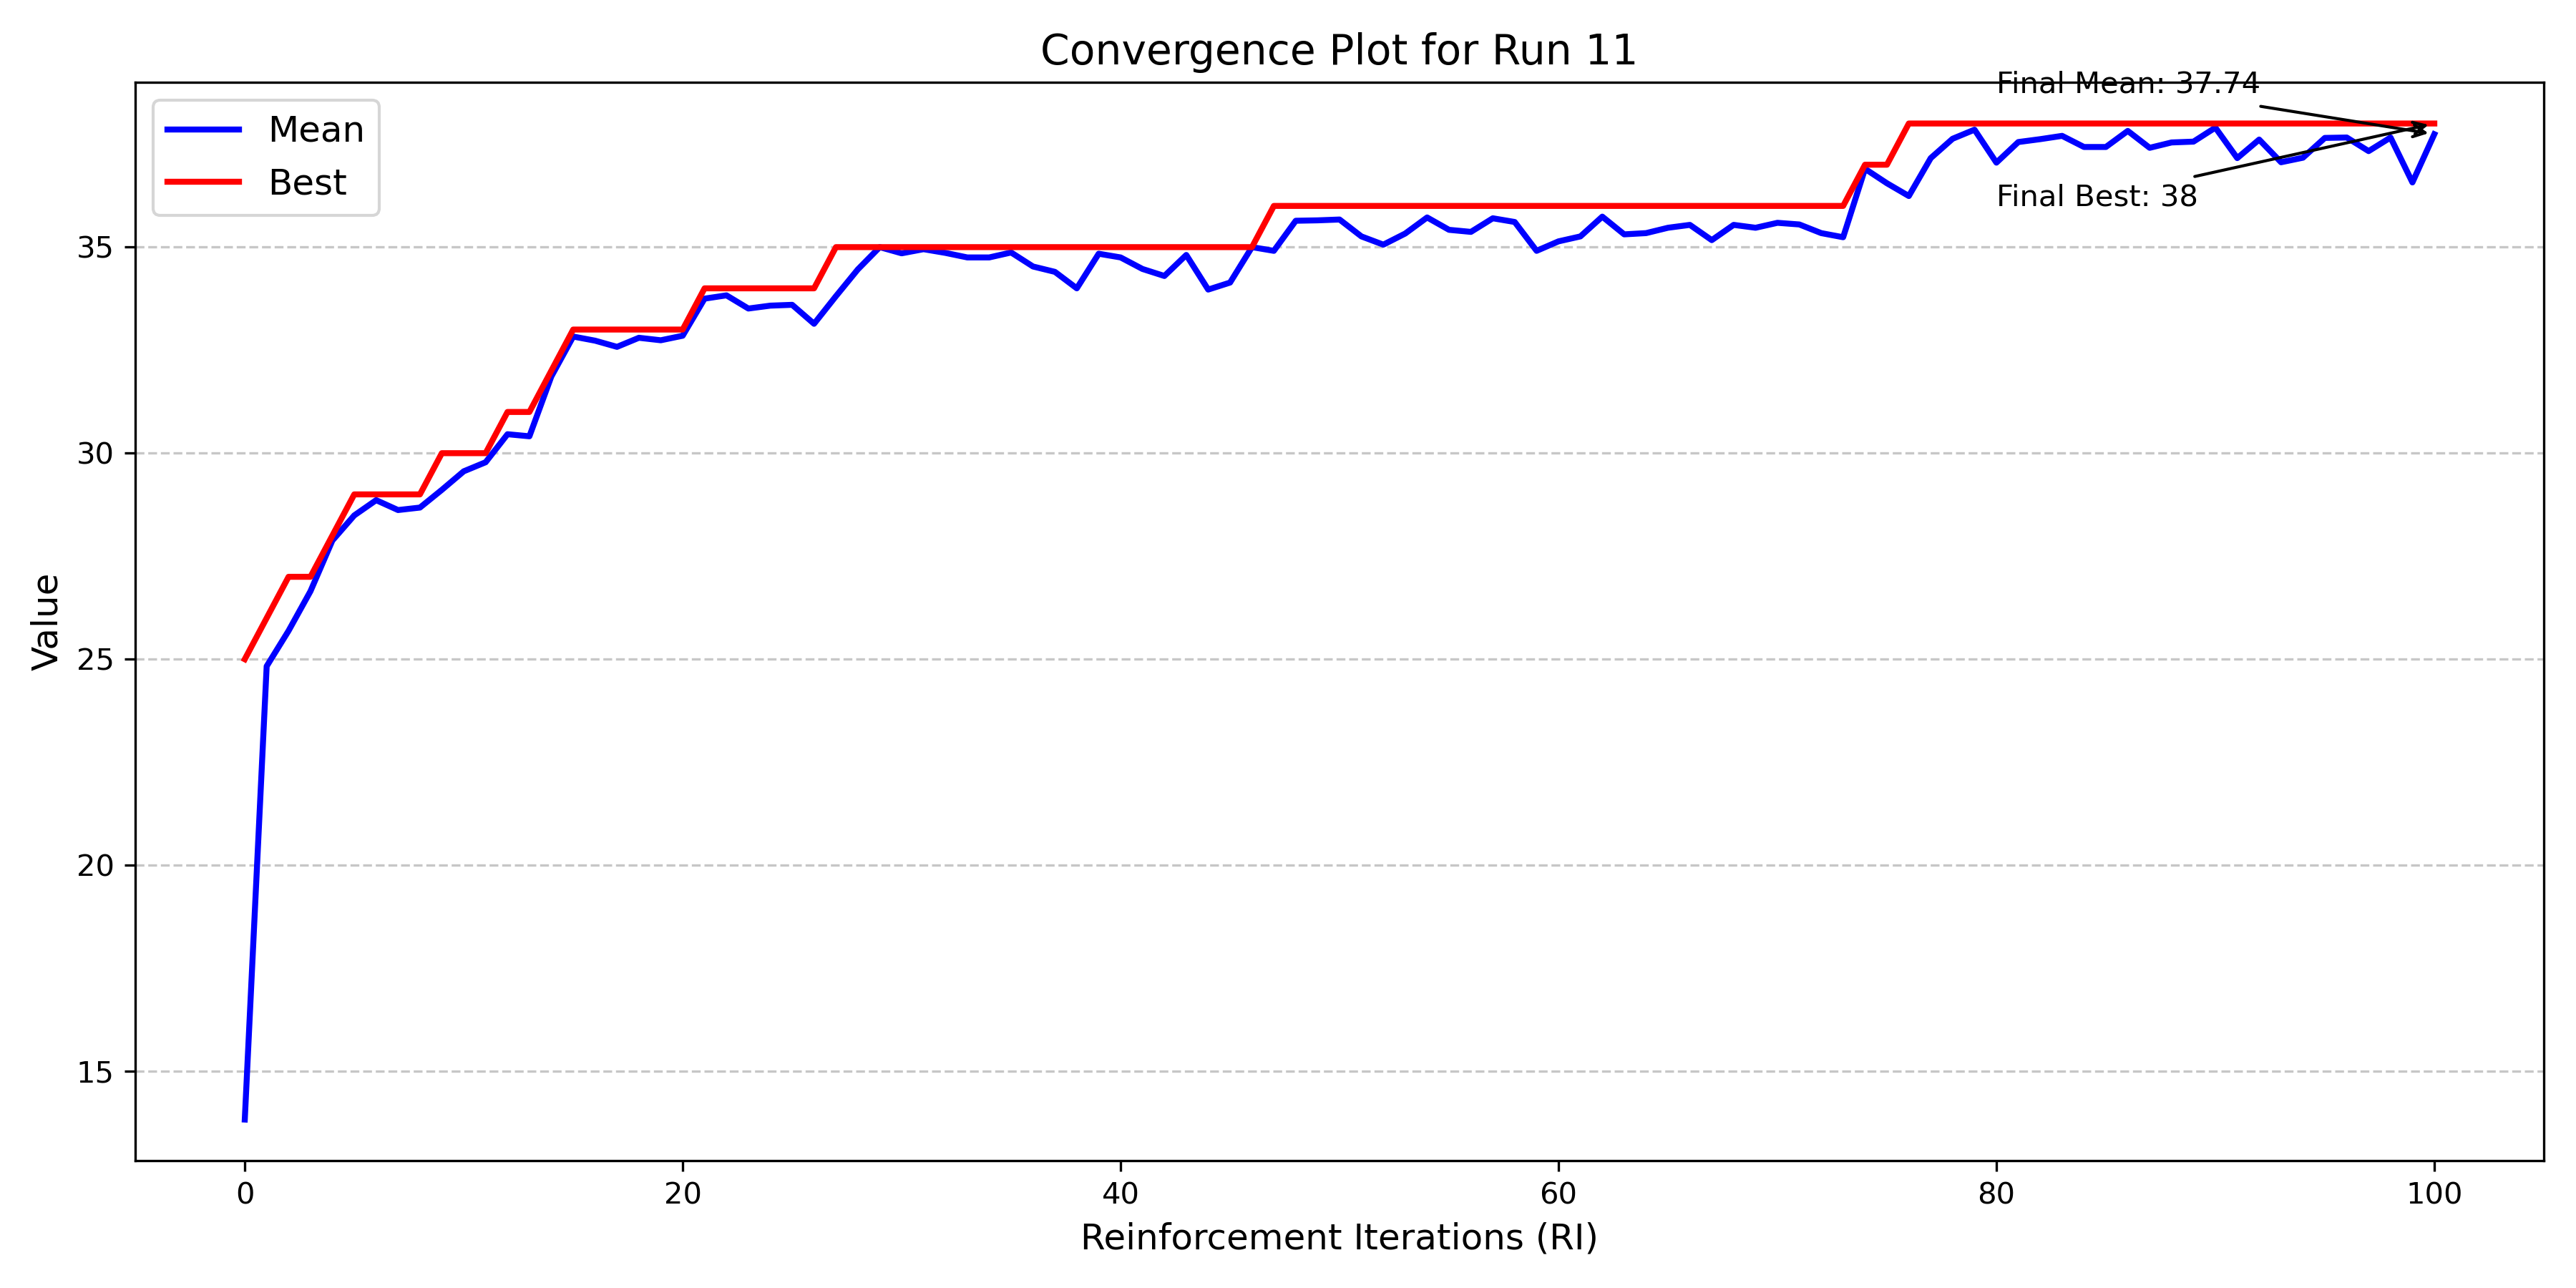 Convergence Plot for Run 11
Final Mean: 37.74
Mean
Best
Final Best: 38
35
30
25
20
15
Value
0
20
40
60
80
100
Reinforcement Iterations (RI)